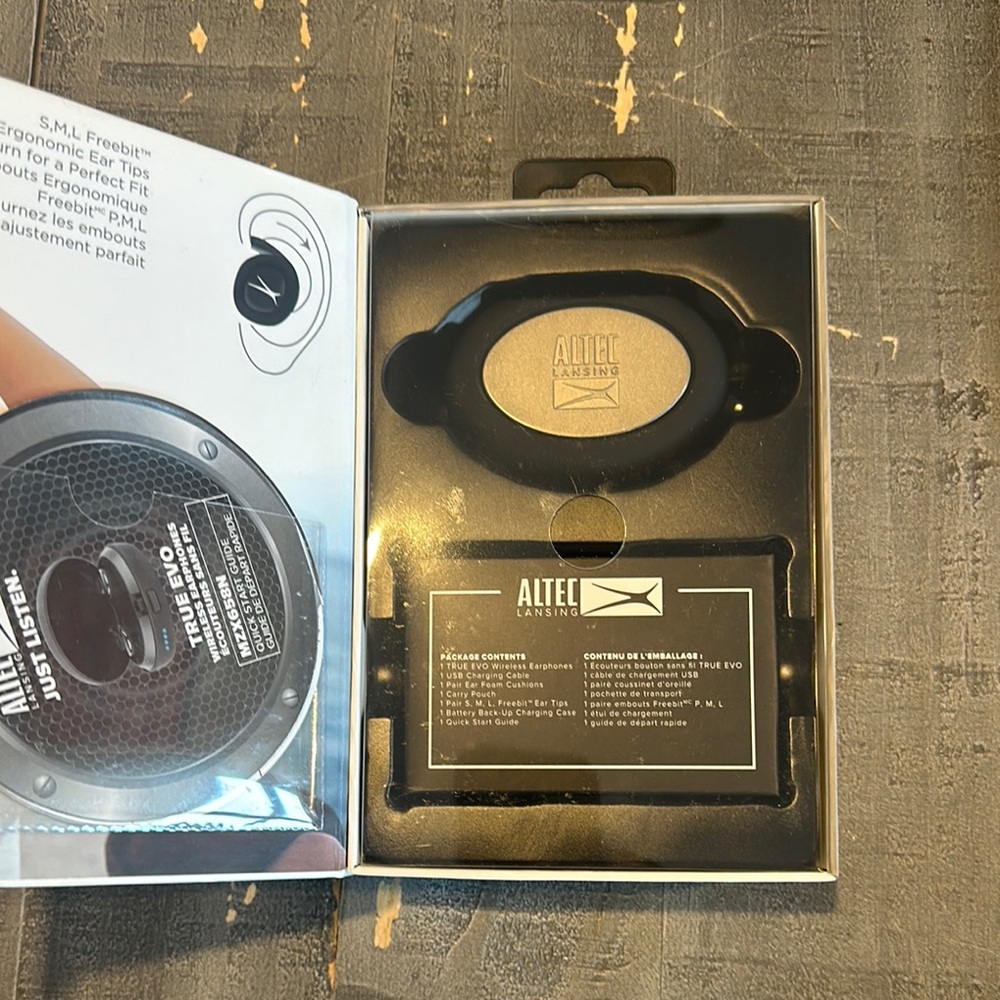 S,M,L Freebit™
Ergonomic Ear Tips
urn for a Perfect Fit
bouts Ergonomique
Freebitᴹᶜ P,M,L
urnez les embouts
ajustement parfait
ALTEC
LANSING
JUST LISTEN.
TRUE EVO
WIRELESS EARPHONES
ÉCOUTEURS SANS FIL
MZX658N
QUICK START GUIDE
GUIDE DE DÉPART RAPIDE
ALTEC
LANSING
ALTEC
LANSING
PACKAGE CONTENTS
1 TRUE EVO Wireless Earphones
1 USB Charging Cable
1 Pair Ear Foam Cushions
1 Carry Pouch
1 Pair S, M, L, Freebit™ Ear Tips
1 Battery Back-Up Charging Case
1 Quick Start Guide
CONTENU DE L'EMBALLAGE :
1 Écouteurs bouton sans fil TRUE EVO
1 câble de chargement USB
1 paire coussinet d'oreille
1 pochette de transport
1 paire embouts Freebitᴹᶜ P, M, L
1 étui de chargement
1 guide de départ rapide